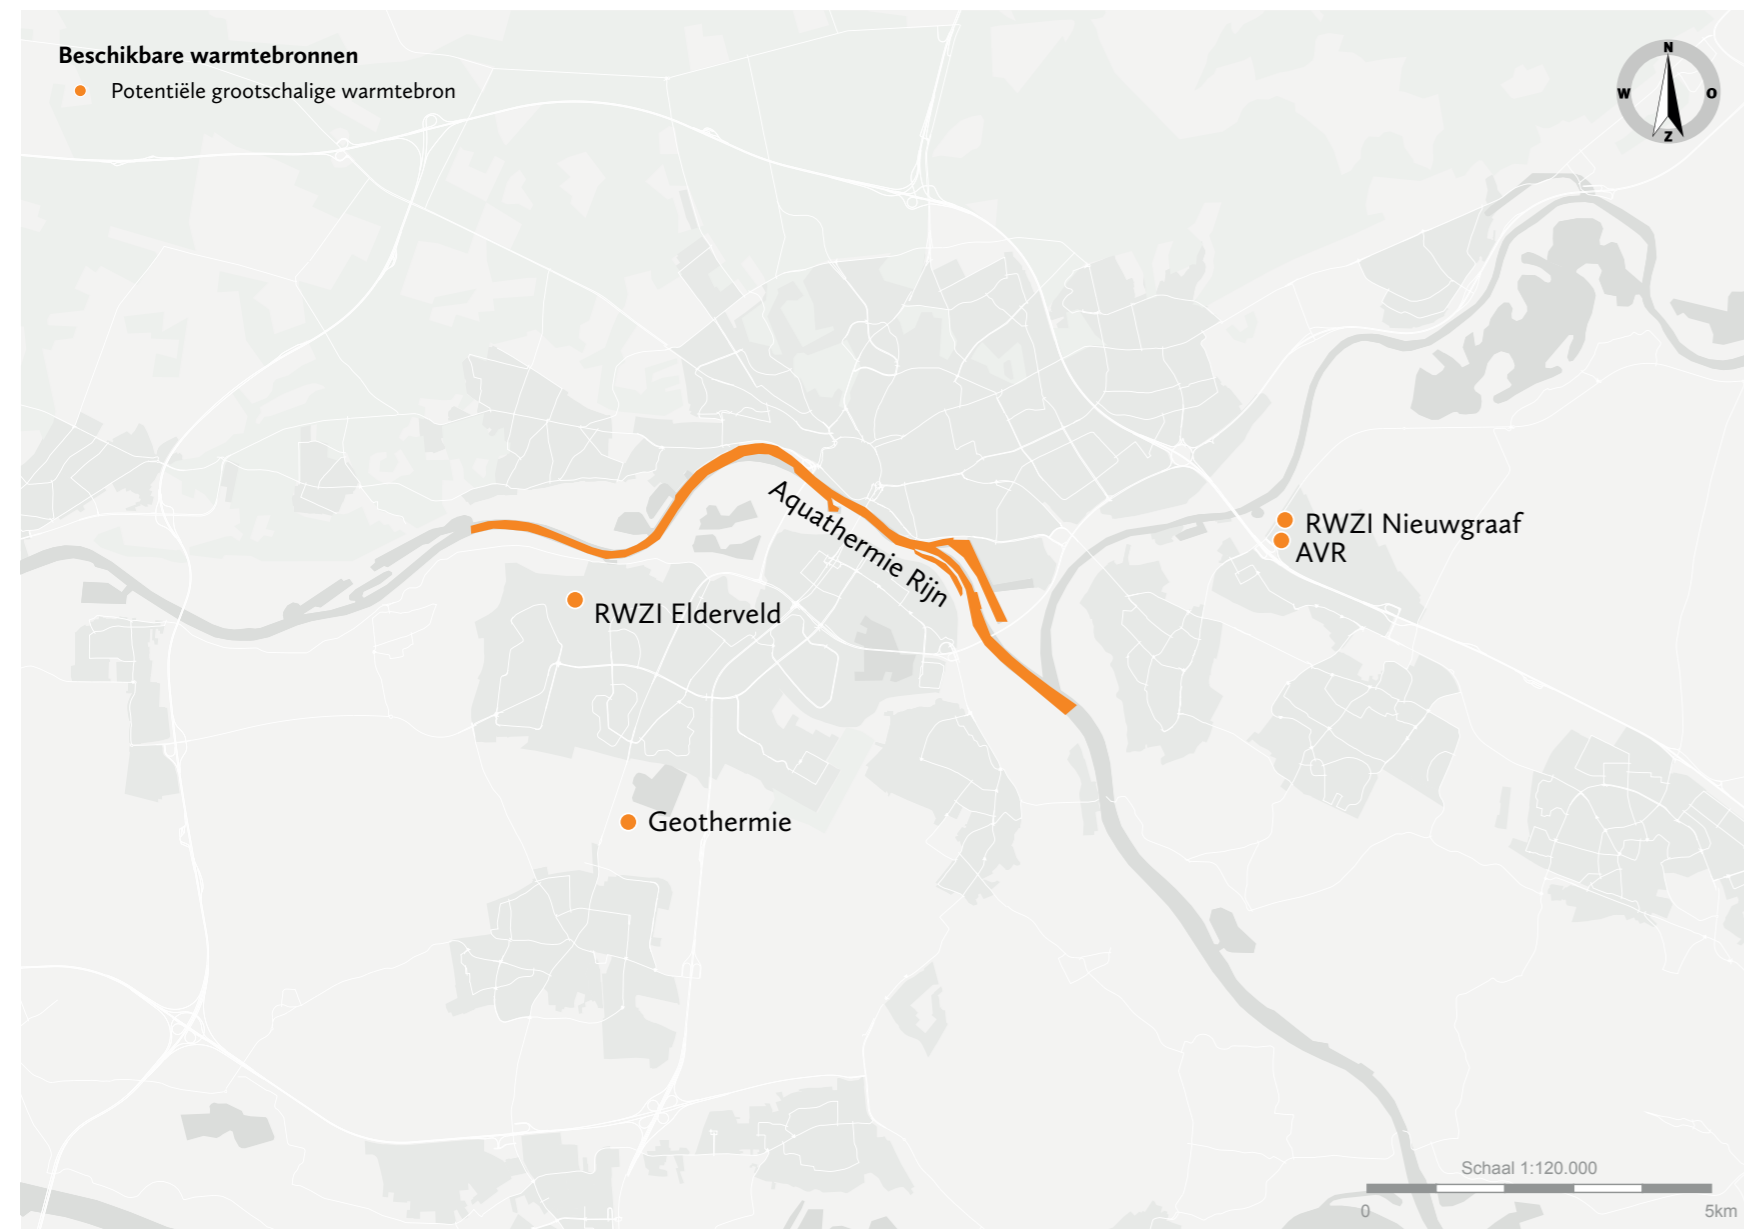 Beschikbare warmtebronnen
Potentiële grootschalige warmtebron
N
W
O
Z
Aquathermie Rijn
RWZI Nieuwgraaf
AVR
RWZI Elderveld
Geothermie
Schaal 1:120.000
0
5km